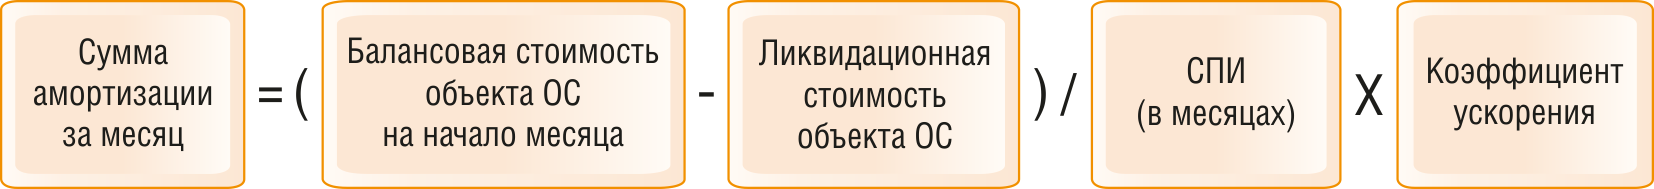 Сумма
амортизации
за месяц
= (
Балансовая стоимость
объекта ОС
на начало месяца
-
Ликвидационная
стоимость
объекта ОС
) /
СПИ
(в месяцах)
X
Коэффициент
ускорения